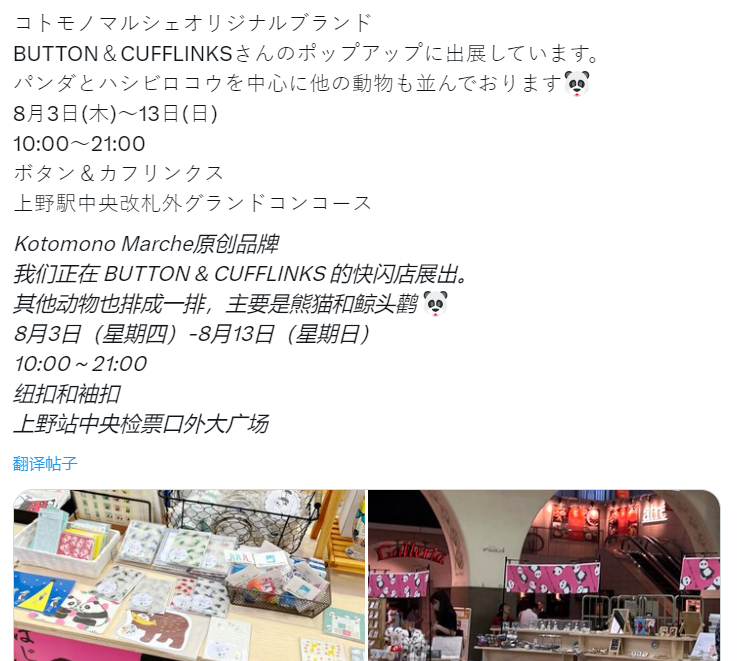 コトモノマルシェオリジナルブランド
BUTTON＆CUFFLINKSさんのポップアップに出展しています。
パンダとハシビロコウを中心に他の動物も並んでおります🐼
8月3日(木)〜13日(日)
10:00〜21:00
ボタン＆カフリンクス
上野駅中央改札外グランドコンコース
Kotomono Marche原创品牌
我们正在 BUTTON & CUFFLINKS 的快闪店展出。
其他动物也排成一排，主要是熊猫和鲸头鹳 🐼
8月3日（星期四）-8月13日（星期日）
10:00 ~ 21:00
纽扣和袖扣
上野站中央检票口外大广场
翻译帖子